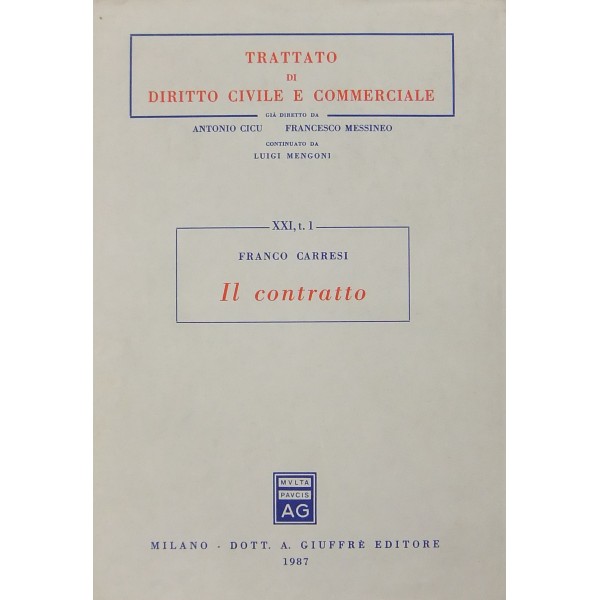 TRATTATO
DI
DIRITTO CIVILE E COMMERCIALE
GIÀ DIRETTO DA
ANTONIO CICU FRANCESCO MESSINEO
CONTINUATO DA
LUIGI MENGONI
XXI, t. 1
FRANCO CARRESI
Il contratto
MVLTA
PAVCIS
AG
MILANO - DOTT. A. GIUFFRÈ EDITORE
1987